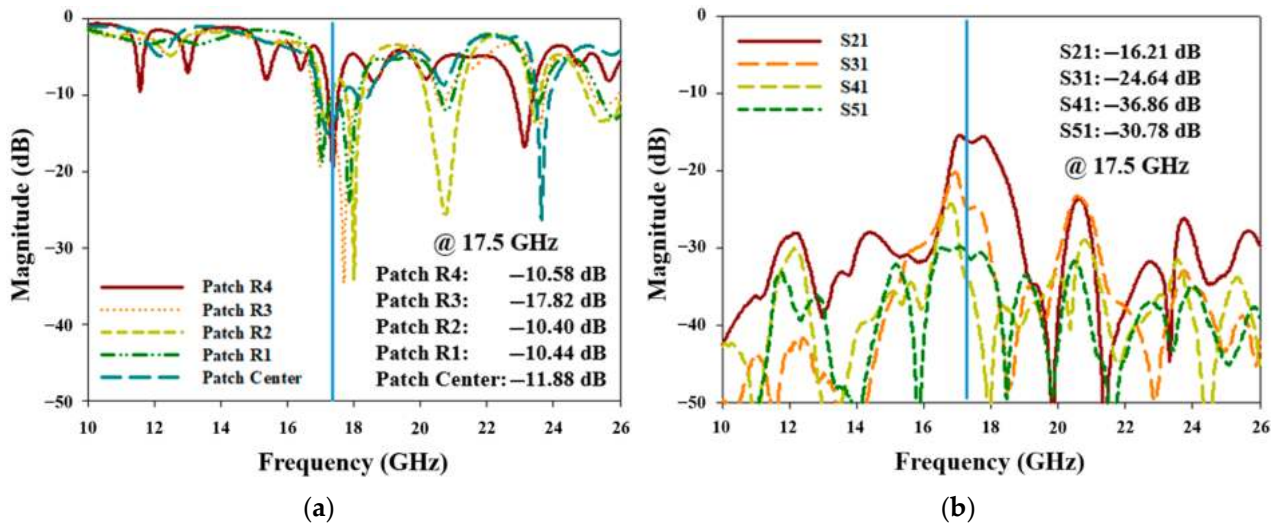 0
−10
−20
−30
−40
−50
Magnitude (dB)
@ 17.5 GHz
Patch R4
Patch R3
Patch R2
Patch R1
Patch Center
Patch R4: −10.58 dB
Patch R3: −17.82 dB
Patch R2: −10.40 dB
Patch R1: −10.44 dB
Patch Center: −11.88 dB
10 12 14 16 18 20 22 24 26
Frequency (GHz)
(a)
0
−10
−20
−30
−40
−50
Magnitude (dB)
S21
S31
S41
S51
S21: −16.21 dB
S31: −24.64 dB
S41: −36.86 dB
S51: −30.78 dB
@ 17.5 GHz
10 12 14 16 18 20 22 24 26
Frequency (GHz)
(b)